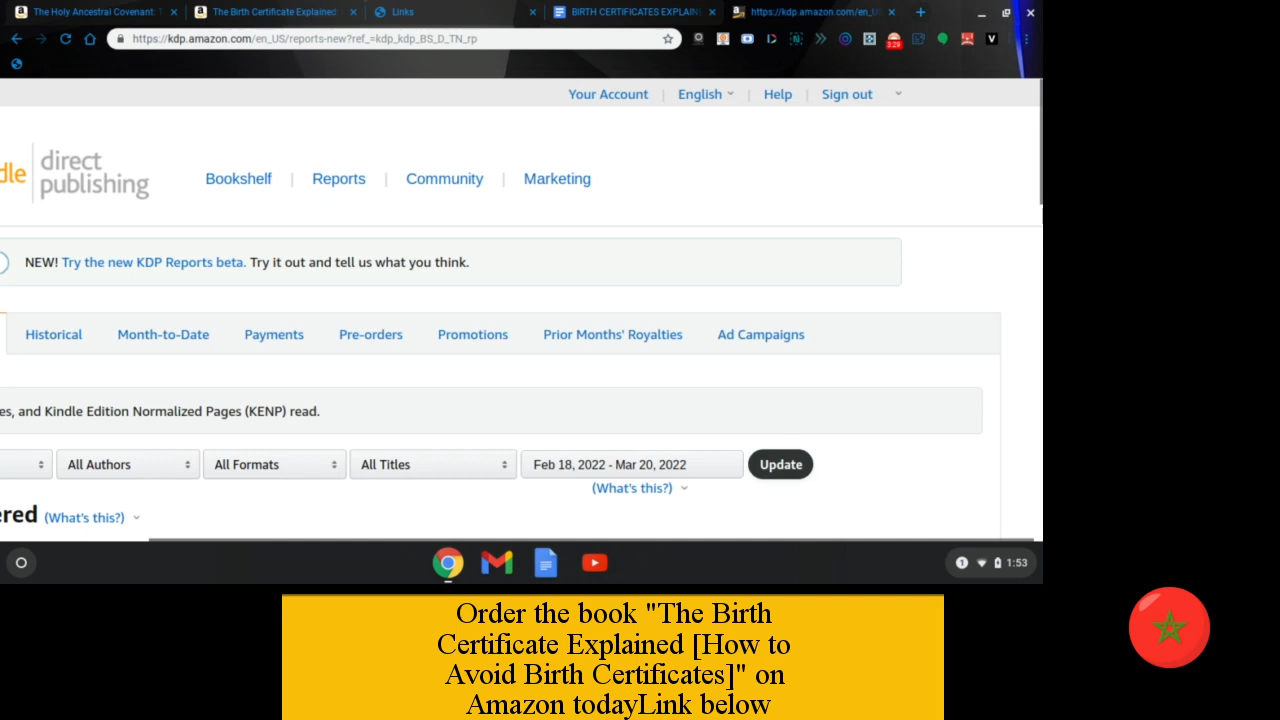 The Holy Ancestral Covenant: T
The Birth Certificate Explained:
Links
BIRTH CERTIFICATES EXPLAIN
https://kdp.amazon.com/en_U
https://kdp.amazon.com/en_US/reports-new?ref_=kdp_kdp_BS_D_TN_rp
3:29
V
Your Account | English | Help | Sign out
dle
direct
publishing
Bookshelf | Reports | Community | Marketing
NEW! Try the new KDP Reports beta. Try it out and tell us what you think.
Historical Month-to-Date Payments Pre-orders Promotions Prior Months' Royalties Ad Campaigns
es, and Kindle Edition Normalized Pages (KENP) read.
All Authors All Formats All Titles Feb 18, 2022 - Mar 20, 2022 Update
(What's this?)
ered (What's this?)
1 1:53
Order the book "The Birth
Certificate Explained [How to
Avoid Birth Certificates]" on
Amazon todayLink below